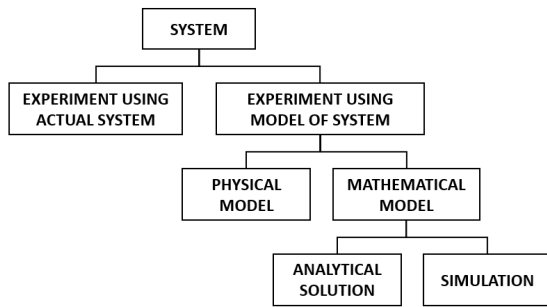 SYSTEM
EXPERIMENT USING
ACTUAL SYSTEM
EXPERIMENT USING
MODEL OF SYSTEM
PHYSICAL
MODEL
MATHEMATICAL
MODEL
ANALYTICAL
SOLUTION
SIMULATION